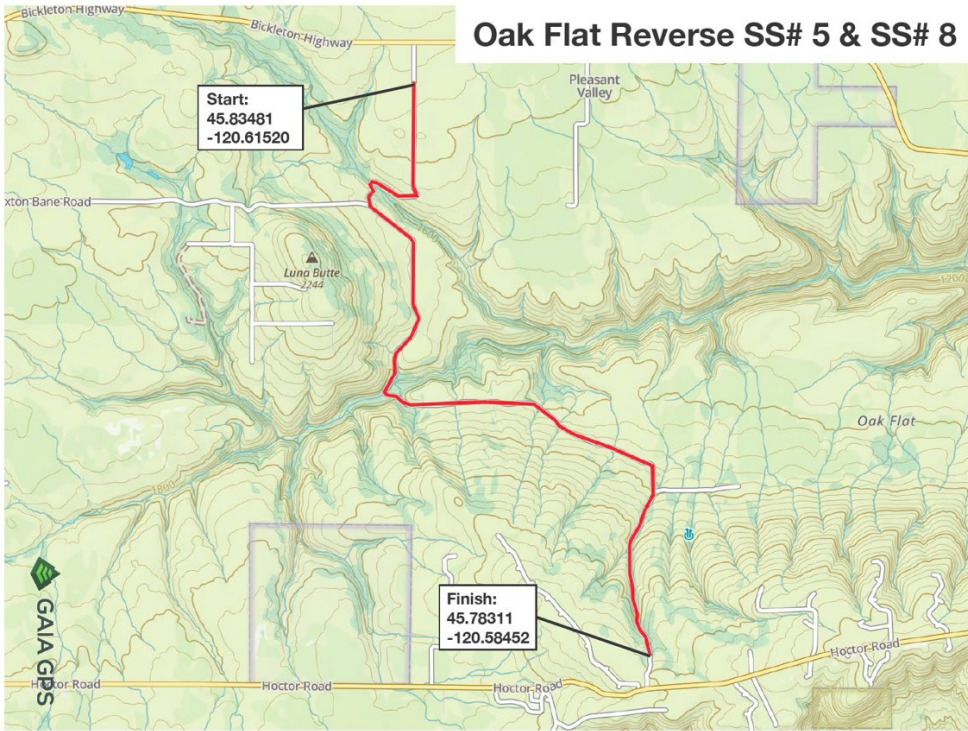 Oak Flat Reverse SS# 5 & SS# 8
Bickleton Highway
Bickleton Highway
Pleasant
Valley
Start:
45.83481
-120.61520
xton Bane Road
1600
Luna Butte
2244
1200
Oak Flat
1800
Finish:
45.78311
-120.58452
GAIA GPS
Hoctor Road
Hoctor Road
Hoctor Road
Hoctor Road